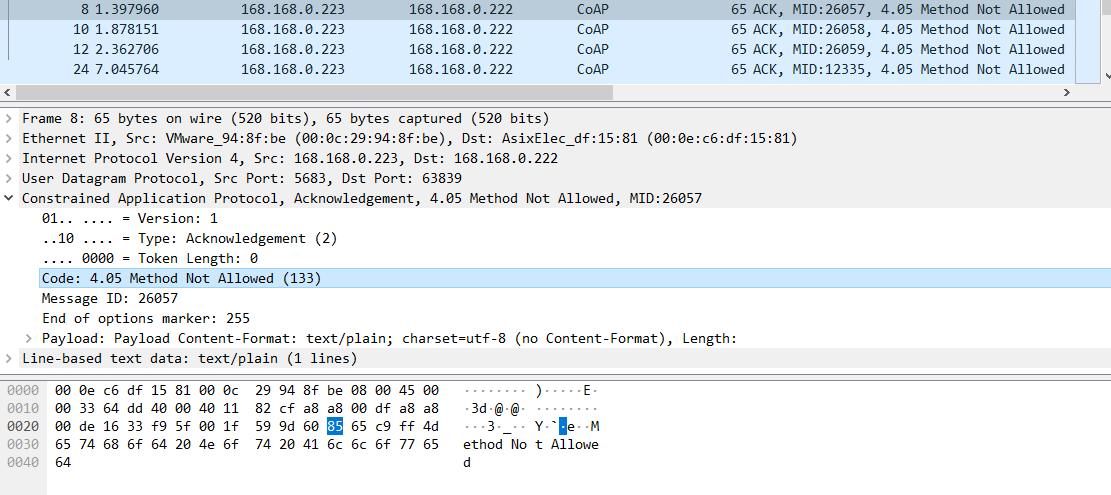 8 1.397960 168.168.0.223 168.168.0.222 CoAP 65 ACK, MID:26057, 4.05 Method Not Allowed
10 1.878151 168.168.0.223 168.168.0.222 CoAP 65 ACK, MID:26058, 4.05 Method Not Allowed
12 2.362706 168.168.0.223 168.168.0.222 CoAP 65 ACK, MID:26059, 4.05 Method Not Allowed
24 7.045764 168.168.0.223 168.168.0.222 CoAP 65 ACK, MID:12335, 4.05 Method Not Allowed
Frame 8: 65 bytes on wire (520 bits), 65 bytes captured (520 bits)
Ethernet II, Src: VMware_94:8f:be (00:0c:29:94:8f:be), Dst: AsixElec_df:15:81 (00:0e:c6:df:15:81)
Internet Protocol Version 4, Src: 168.168.0.223, Dst: 168.168.0.222
User Datagram Protocol, Src Port: 5683, Dst Port: 63839
Constrained Application Protocol, Acknowledgement, 4.05 Method Not Allowed, MID:26057
01.. .... = Version: 1
..10 .... = Type: Acknowledgement (2)
.... 0000 = Token Length: 0
Code: 4.05 Method Not Allowed (133)
Message ID: 26057
End of options marker: 255
Payload: Payload Content-Format: text/plain; charset=utf-8 (no Content-Format), Length:
Line-based text data: text/plain (1 lines)
0000 00 0e c6 df 15 81 00 0c 29 94 8f be 08 00 45 00 ········ )·····E·
0010 00 33 64 dd 40 00 40 11 82 cf a8 a8 00 df a8 a8 ·3d·@·@· ········
0020 00 de 16 33 f9 5f 00 1f 59 9d 60 85 65 c9 ff 4d ···3·_·· Y·`·e··M
0030 65 74 68 6f 64 20 4e 6f 74 20 41 6c 6c 6f 77 65 ethod No t Allowe
0040 64 d